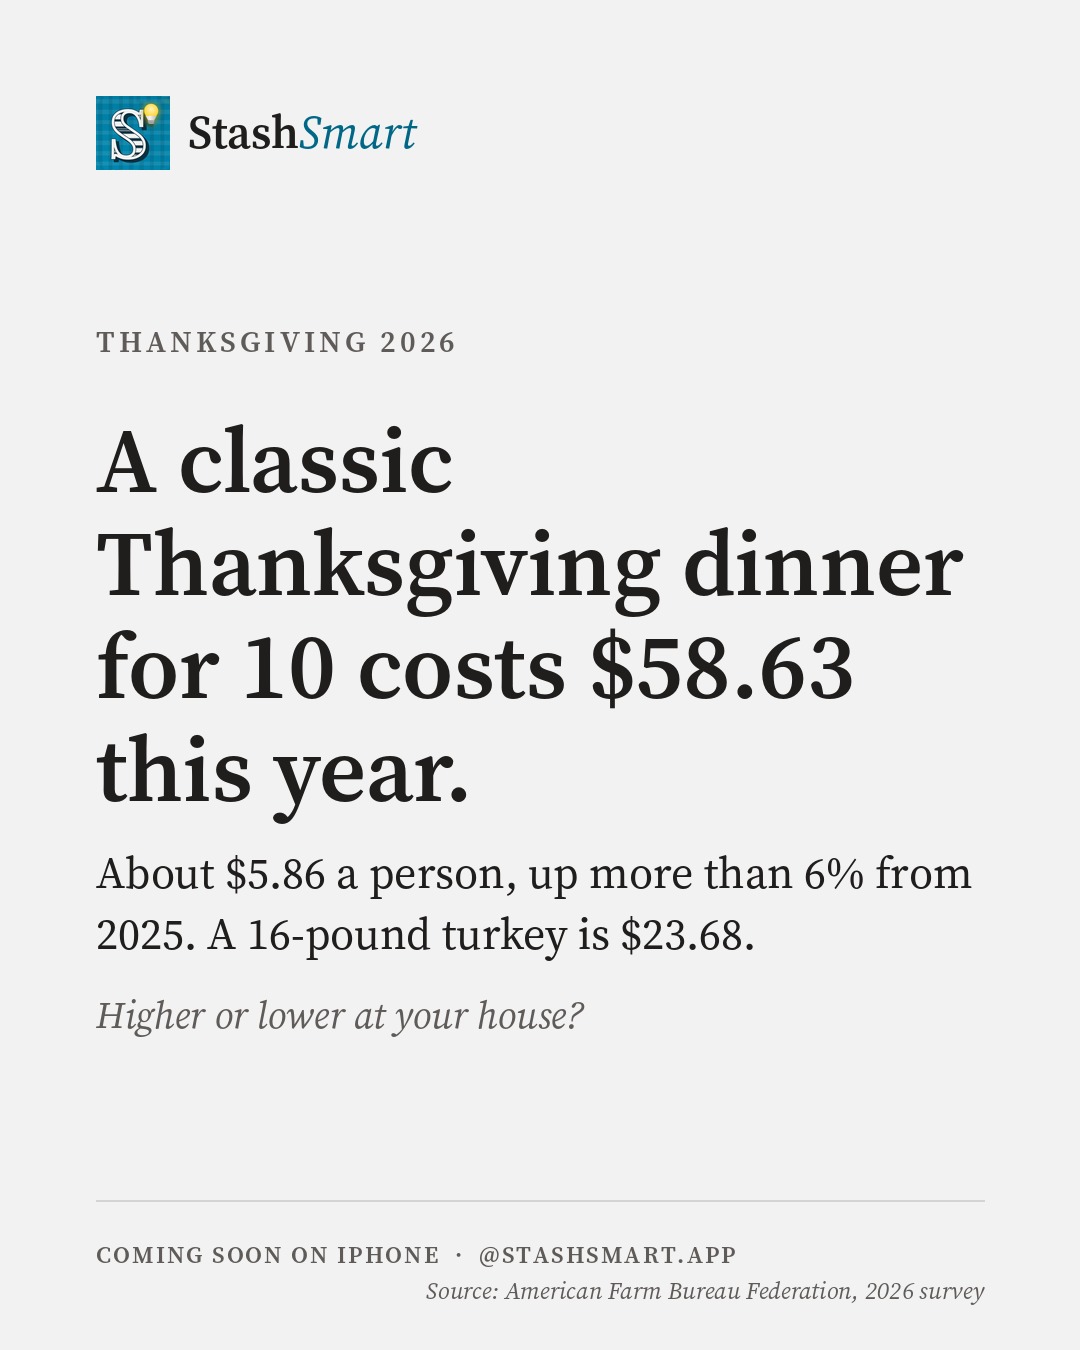 S
StashSmart
THANKSGIVING 2026
A classic
Thanksgiving dinner
for 10 costs $58.63
this year.
About $5.86 a person, up more than 6% from
2025. A 16-pound turkey is $23.68.
Higher or lower at your house?
COMING SOON ON IPHONE · @STASHSMART.APP
Source: American Farm Bureau Federation, 2026 survey